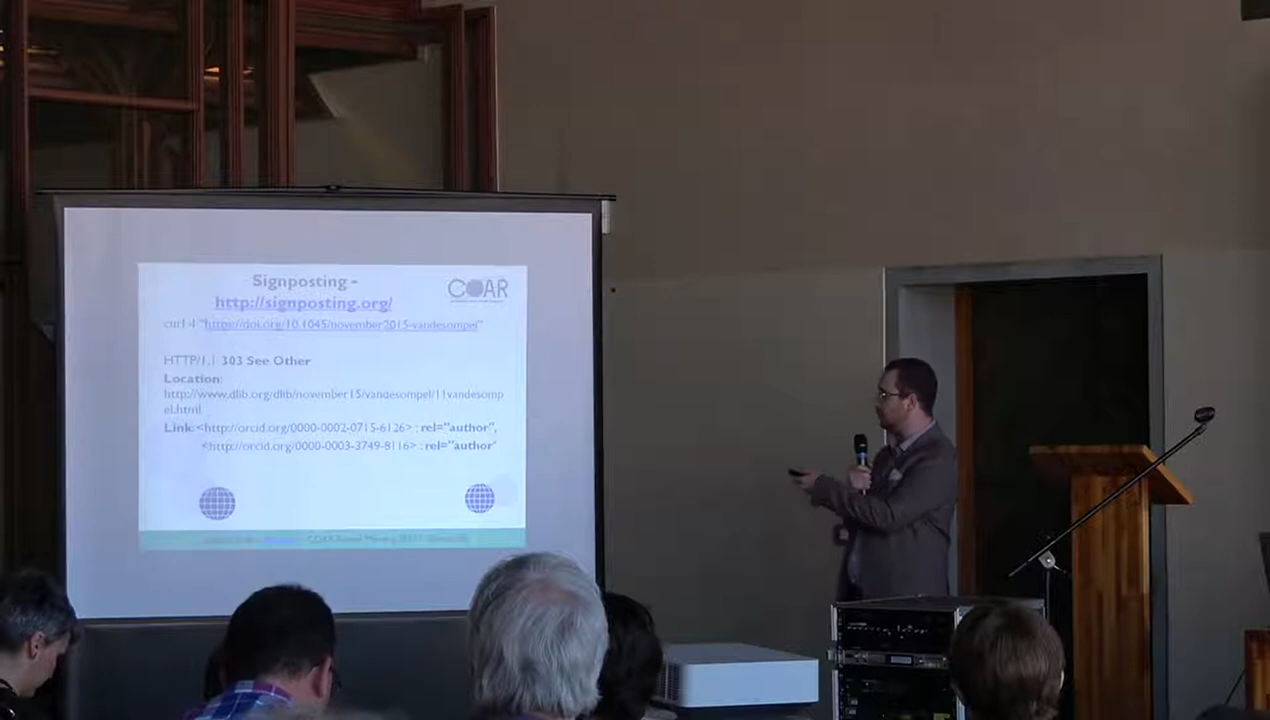 Signposting -
http://signposting.org/
COAR
curl -I "http://doi.org/10.1045/november2015-vandesompel"
HTTP/1.1 303 See Other
Location:
http://www.dlib.org/dlib/november15/vandesompel/11vandesomp
el.html
Link: <http://orcid.org/0000-0002-0715-6126> ; rel="author",
<http://orcid.org/0000-0003-3749-8116> ; rel="author"